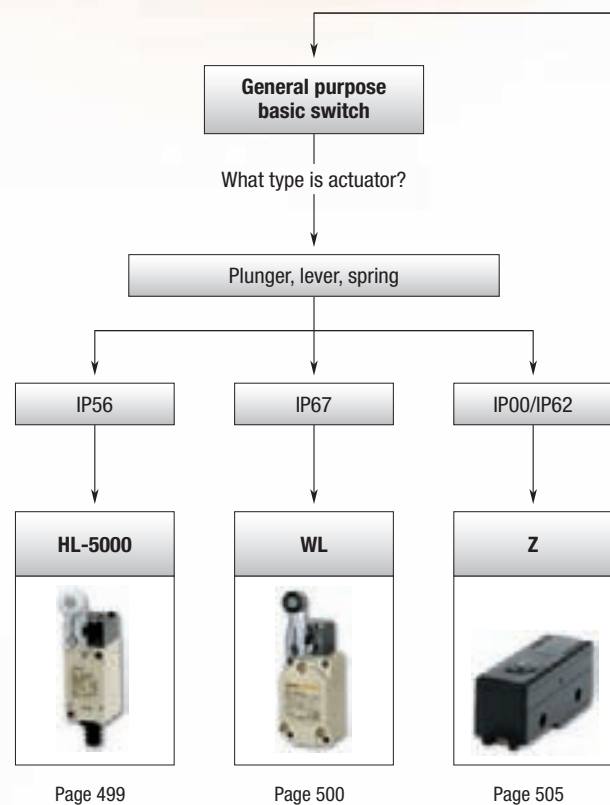 General purpose
basic switch
What type is actuator?
Plunger, lever, spring
IP56
IP67
IP00/IP62
HL-5000
WL
Z
Page 499
Page 500
Page 505